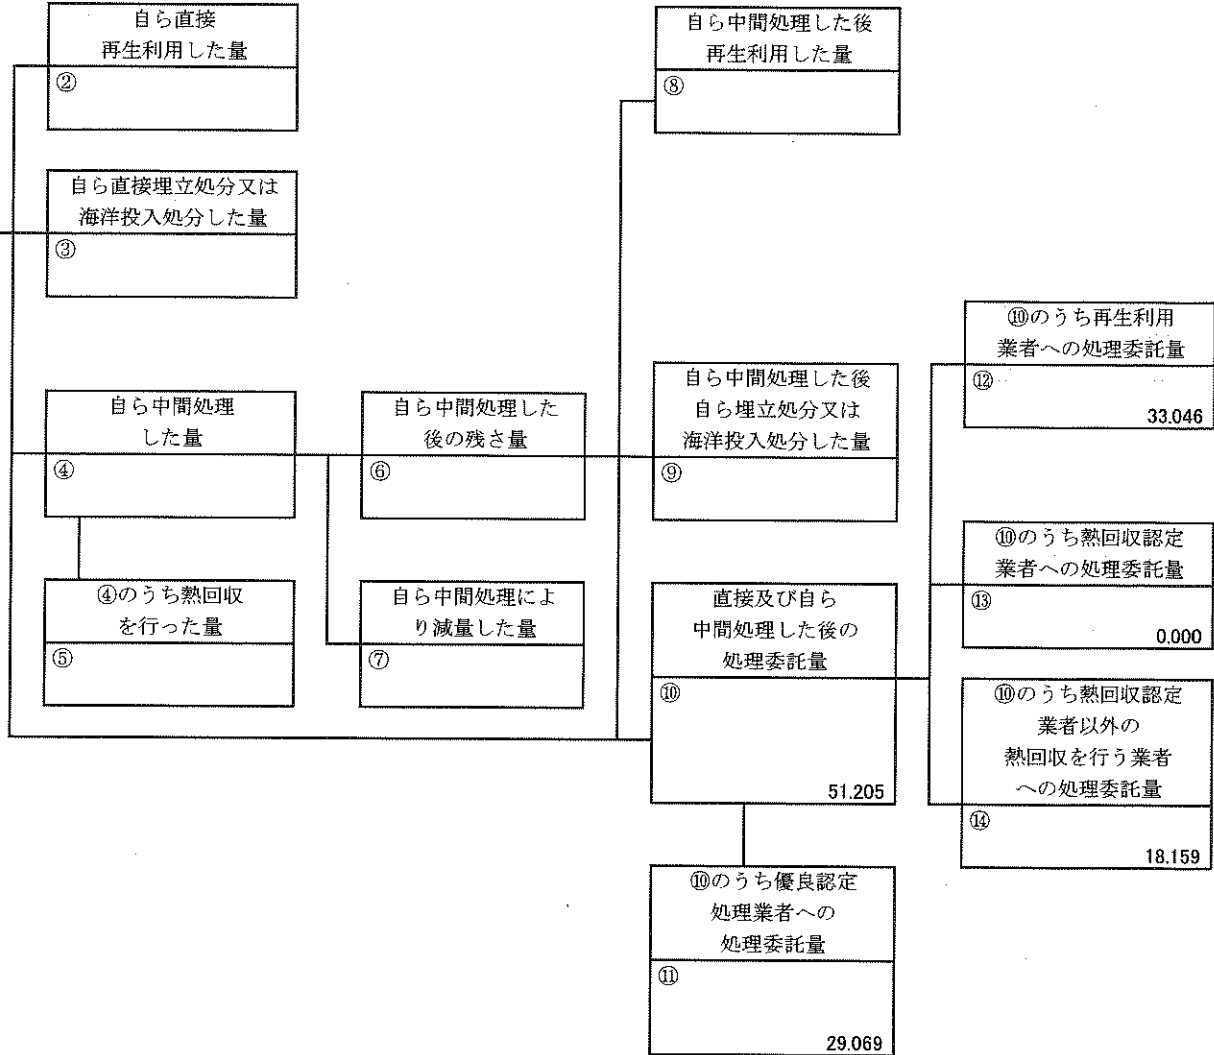 自ら直接
再生利用した量
②
自ら中間処理した後
再生利用した量
⑧
自ら直接埋立処分又は
海洋投入処分した量
③
⑩のうち再生利用
業者への処理委託量
⑫
33.046
自ら中間処理
した量
④
自ら中間処理した
後の残さ量
⑥
自ら中間処理した後
自ら埋立処分又は
海洋投入処分した量
⑨
⑩のうち熱回収認定
業者への処理委託量
⑬
0.000
④のうち熱回収
を行った量
⑤
自ら中間処理によ
り減量した量
⑦
直接及び自ら
中間処理した後の
処理委託量
⑩
51.205
⑩のうち熱回収認定
業者以外の
熱回収を行う業者
への処理委託量
⑭
18.159
⑩のうち優良認定
処理業者への
処理委託量
⑪
29.069